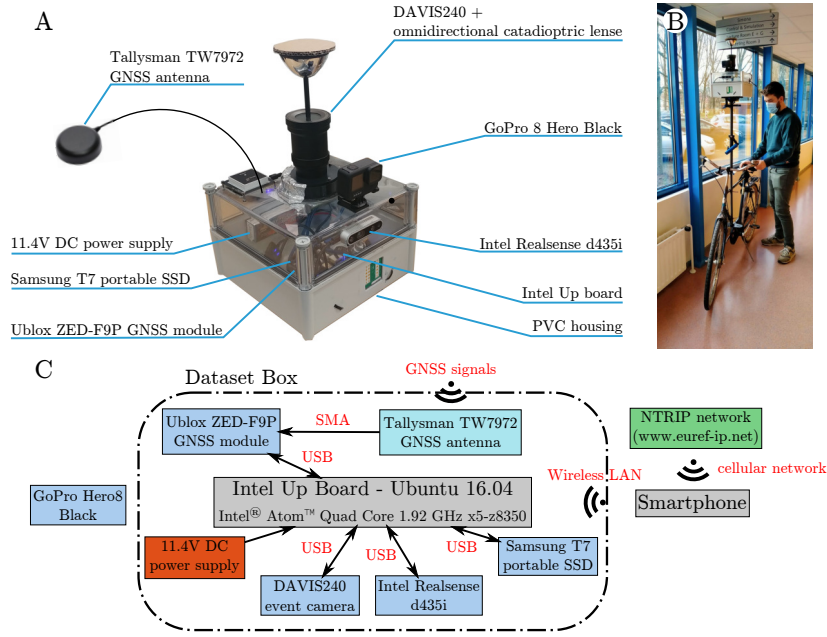 A
Tallysman TW7972
GNSS antenna
DAVIS240 +
omnidirectional catadioptric lense
GoPro 8 Hero Black
11.4V DC power supply
Samsung T7 portable SSD
Ublox ZED-F9P GNSS module
Intel Realsense d435i
Intel Up board
PVC housing
B
C
Dataset Box
GNSS signals
Ublox ZED-F9P
GNSS module
SMA
Tallysman TW7972
GNSS antenna
NTRIP network
(www.euref-ip.net)
USB
Wireless LAN
cellular network
GoPro Hero8
Black
Intel Up Board - Ubuntu 16.04
Intel® Atom™ Quad Core 1.92 GHz x5-z8350
Smartphone
11.4V DC
power supply
USB
USB
USB
Samsung T7
portable SSD
DAVIS240
event camera
Intel Realsense
d435i